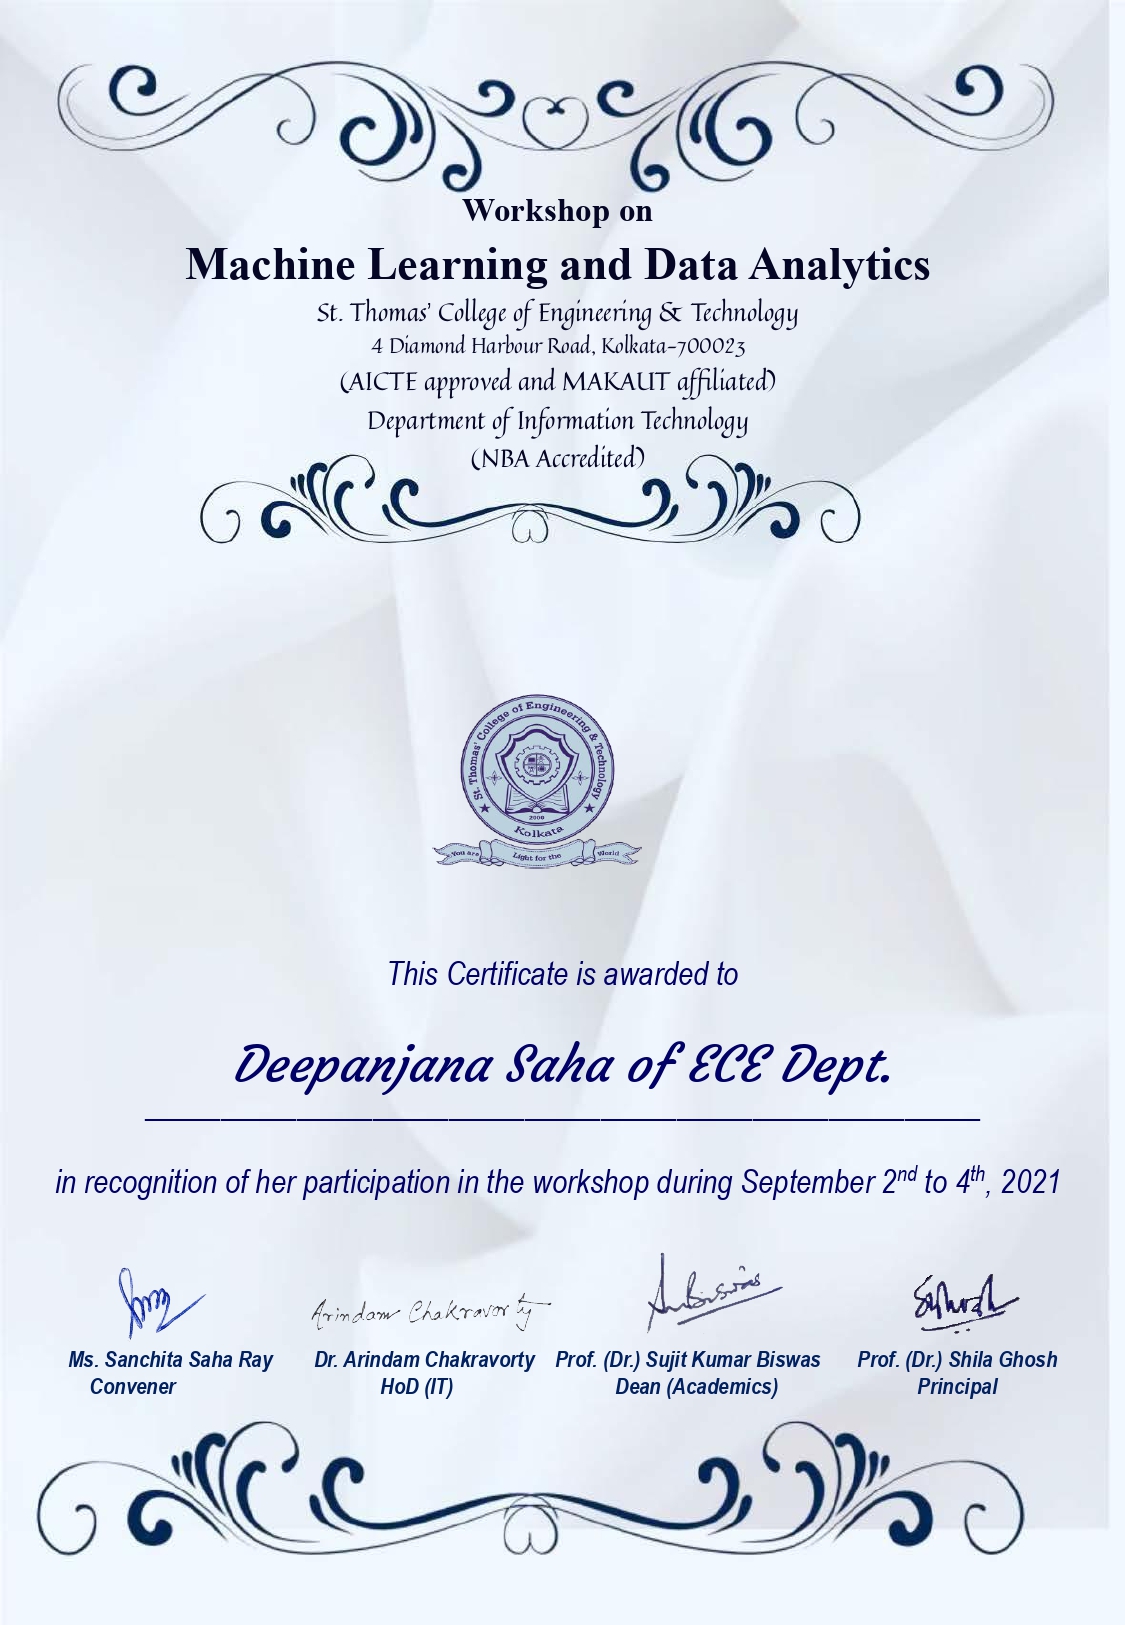 Workshop on
Machine Learning and Data Analytics
St. Thomas' College of Engineering & Technology
4 Diamond Harbour Road, Kolkata-700023
(AICTE approved and MAKAUT affiliated)
Department of Information Technology
(NBA Accredited)
St. Thomas' College of Engineering & Technology
2000
Kolkata
You are Light for the World
This Certificate is awarded to
Deepanjana Saha of ECE Dept.
in recognition of her participation in the workshop during September 2nd to 4th, 2021
Arindam Chakravorty
Ms. Sanchita Saha Ray Dr. Arindam Chakravorty Prof. (Dr.) Sujit Kumar Biswas Prof. (Dr.) Shila Ghosh
Convener HoD (IT) Dean (Academics) Principal